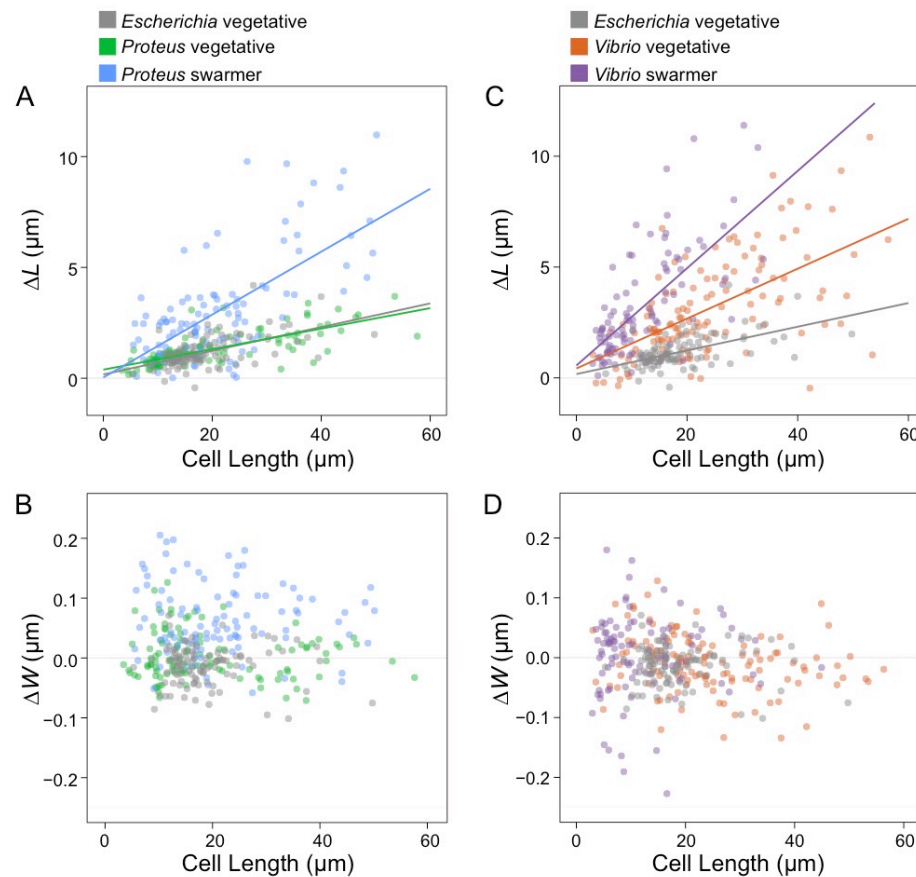 Escherichia vegetative
Proteus vegetative
Proteus swarmer
A
ΔL (µm)
10
5
0
0 20 40 60
Cell Length (µm)
Escherichia vegetative
Vibrio vegetative
Vibrio swarmer
C
ΔL (µm)
10
5
0
0 20 40 60
Cell Length (µm)
B
ΔW (µm)
0.2
0.1
0.0
−0.1
−0.2
0 20 40 60
Cell Length (µm)
D
ΔW (µm)
0.2
0.1
0.0
−0.1
−0.2
0 20 40 60
Cell Length (µm)